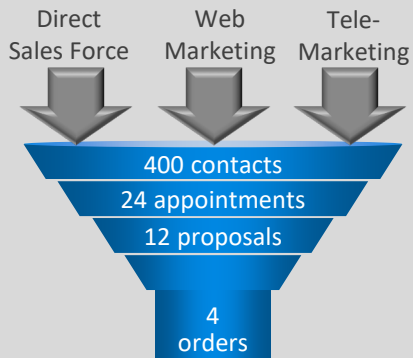 Direct
Sales Force
Web
Marketing
Tele-
Marketing
400 contacts
24 appointments
12 proposals
4
orders